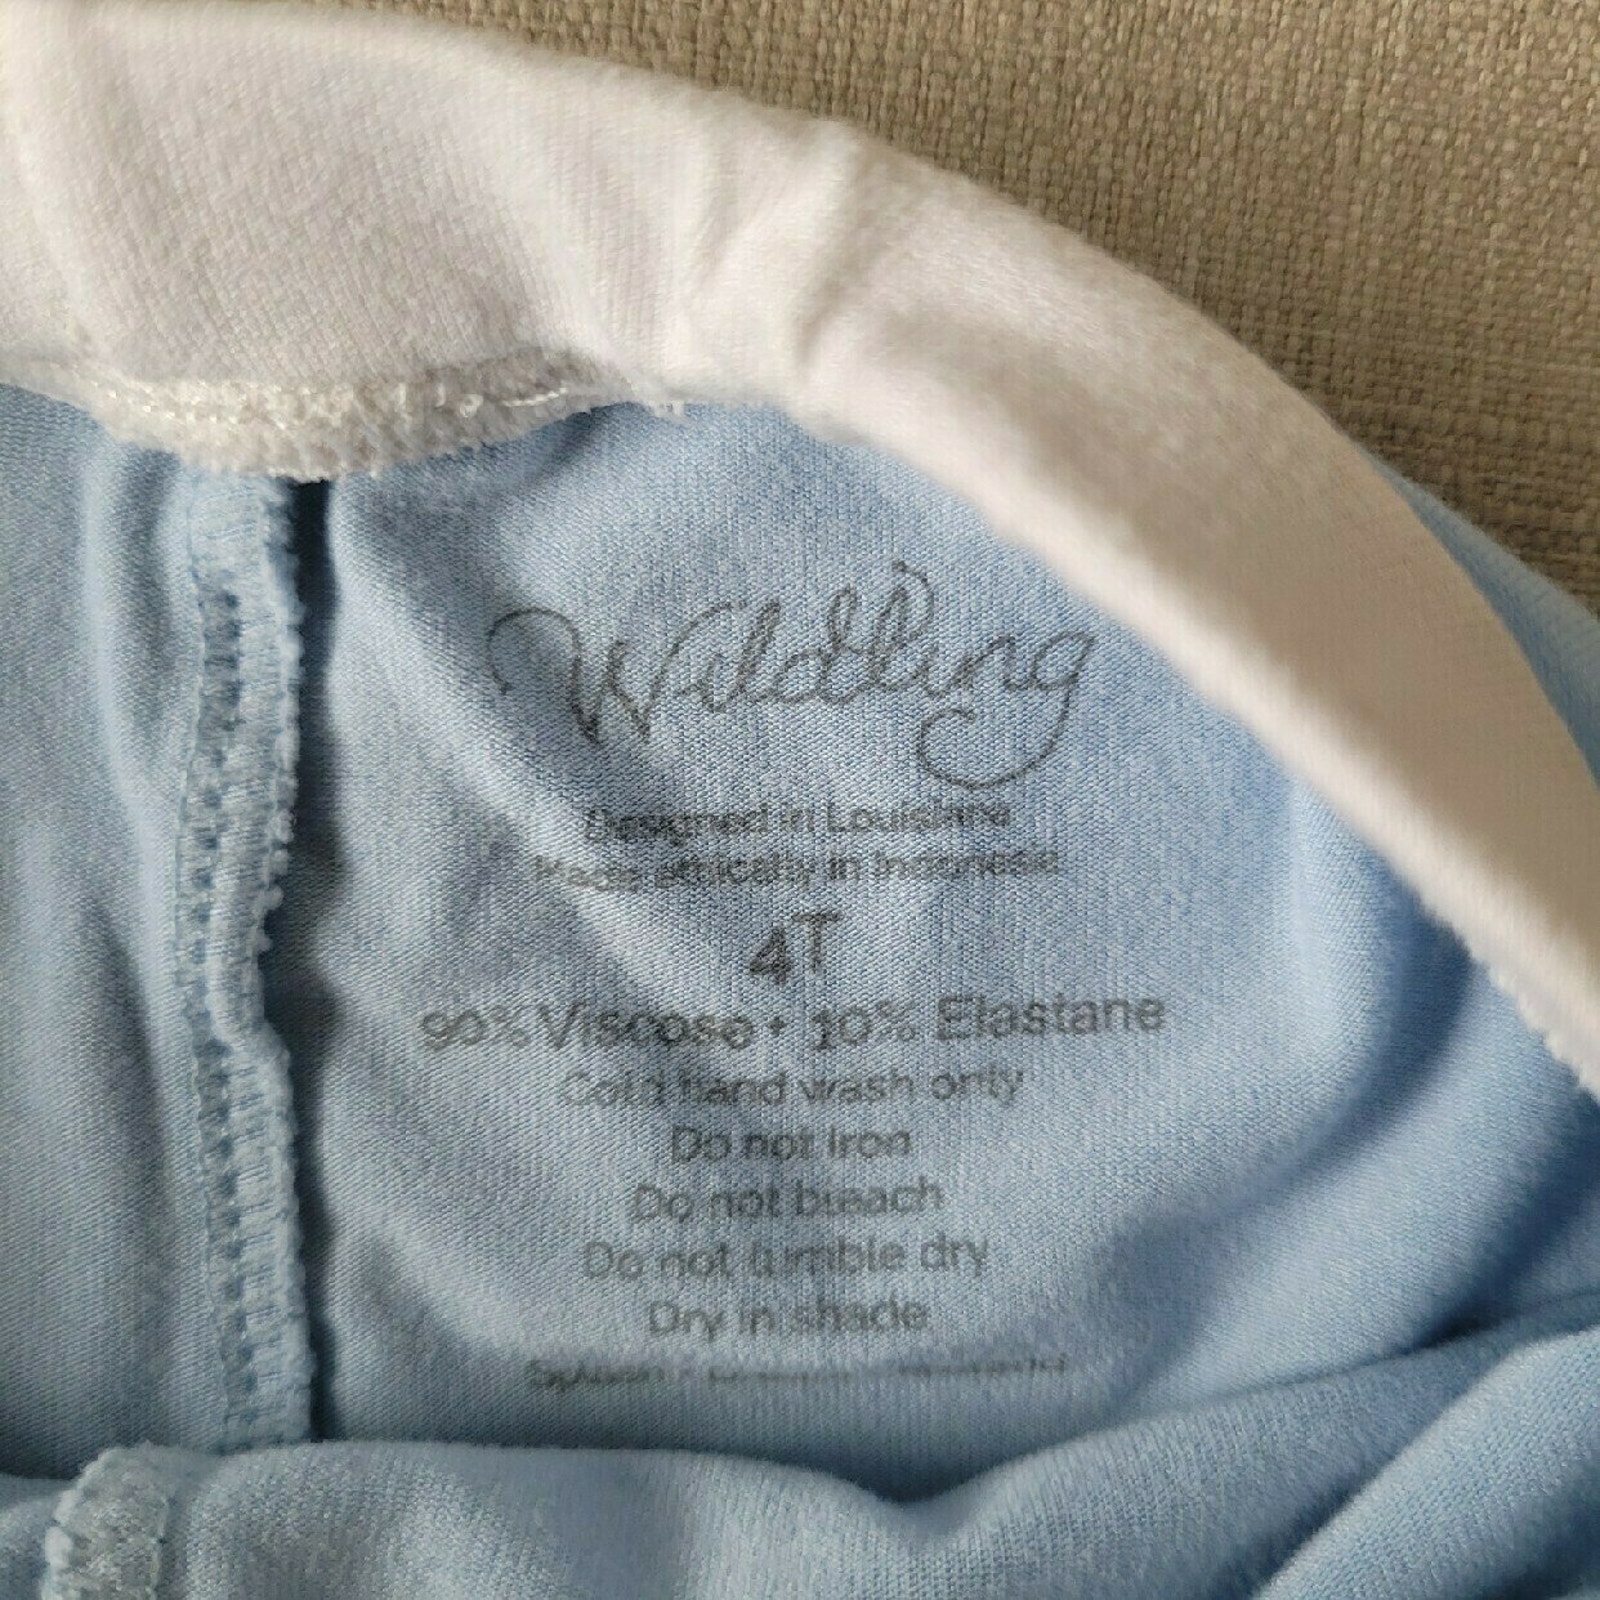 Wildling
Designed in Louisiana
Made ethically in Indonesia
4T
90% Viscose • 10% Elastane
Cold hand wash only
Do not iron
Do not bleach
Do not tumble dry
Dry in shade
Splash •